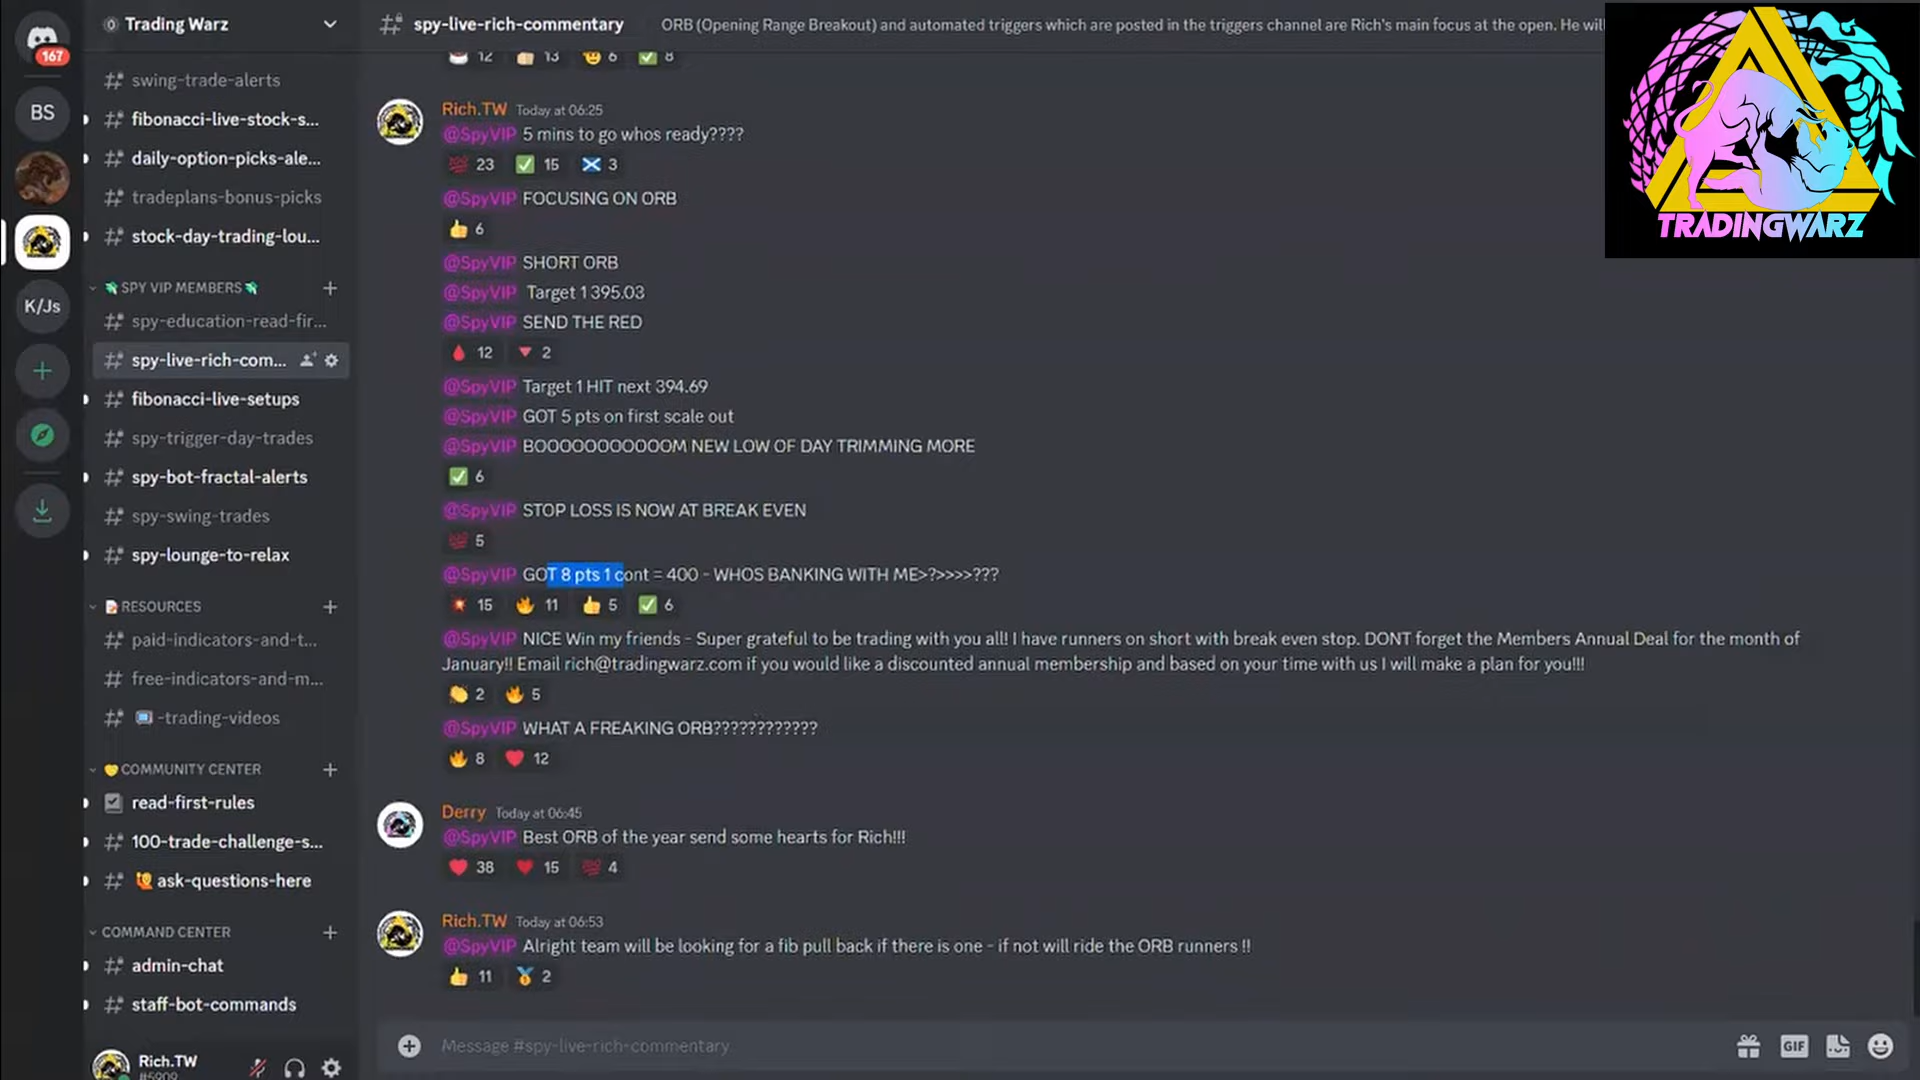 167
BS
K/Js
Trading Warz
swing-trade-alerts
fibonacci-live-stock-s...
daily-option-picks-ale...
tradeplans-bonus-picks
stock-day-trading-lou...
SPY VIP MEMBERS
spy-education-read-fir...
spy-live-rich-com...
fibonacci-live-setups
spy-trigger-day-trades
spy-bot-fractal-alerts
spy-swing-trades
spy-lounge-to-relax
RESOURCES
paid-indicators-and-t...
free-indicators-and-m...
-trading-videos
COMMUNITY CENTER
read-first-rules
100-trade-challenge-s...
ask-questions-here
COMMAND CENTER
admin-chat
staff-bot-commands
Rich.TW
#5909
spy-live-rich-commentary ORB (Opening Range Breakout) and automated triggers which are posted in the triggers channel are Rich's main focus at the open. He wil
12 13 6 8
Rich.TW Today at 06:25
@SpyVIP 5 mins to go whos ready????
23 15 3
@SpyVIP FOCUSING ON ORB
6
@SpyVIP SHORT ORB
@SpyVIP Target 1 395.03
@SpyVIP SEND THE RED
12 2
@SpyVIP Target 1 HIT next 394.69
@SpyVIP GOT 5 pts on first scale out
@SpyVIP BOOOOOOOOOOOM NEW LOW OF DAY TRIMMING MORE
6
@SpyVIP STOP LOSS IS NOW AT BREAK EVEN
5
@SpyVIP GOT 8 pts 1 cont = 400 - WHOS BANKING WITH ME>?>>>>???
15 11 5 6
@SpyVIP NICE Win my friends - Super grateful to be trading with you all! I have runners on short with break even stop. DONT forget the Members Annual Deal for the month of
January!! Email rich@tradingwarz.com if you would like a discounted annual membership and based on your time with us I will make a plan for you!!!
2 5
@SpyVIP WHAT A FREAKING ORB????????????
8 12
Derry Today at 06:45
@SpyVIP Best ORB of the year send some hearts for Rich!!!
38 15 4
Rich.TW Today at 06:53
@SpyVIP Alright team will be looking for a fib pull back if there is one - if not will ride the ORB runners !!
11 2
Message #spy-live-rich-commentary
GIF
TRADINGWARZ